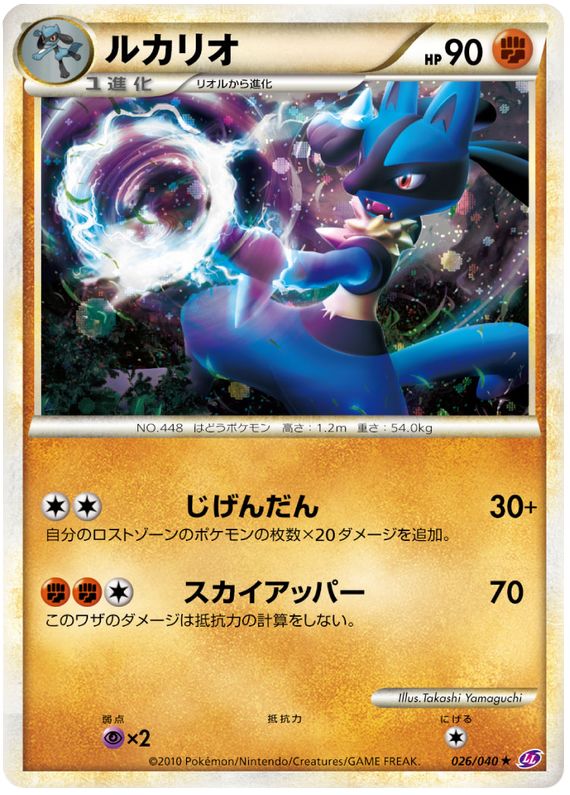 ルカリオ
HP 90
1進化
リオルから進化
NO.448 はどうポケモン 高さ:1.2m 重さ:54.0kg
じげんだん 30+
自分のロストゾーンのポケモンの枚数×20ダメージを追加。
スカイアッパー 70
このワザのダメージは抵抗力の計算をしない。
Illus.Takashi Yamaguchi
弱点 抵抗力 にげる
×2
©2010 Pokémon/Nintendo/Creatures/GAME FREAK. 026/040 ★ LL